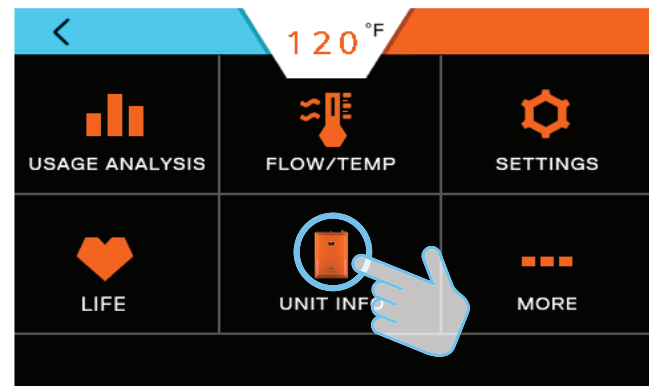 120 °F
USAGE ANALYSIS
FLOW/TEMP
SETTINGS
LIFE
UNIT INFO
MORE